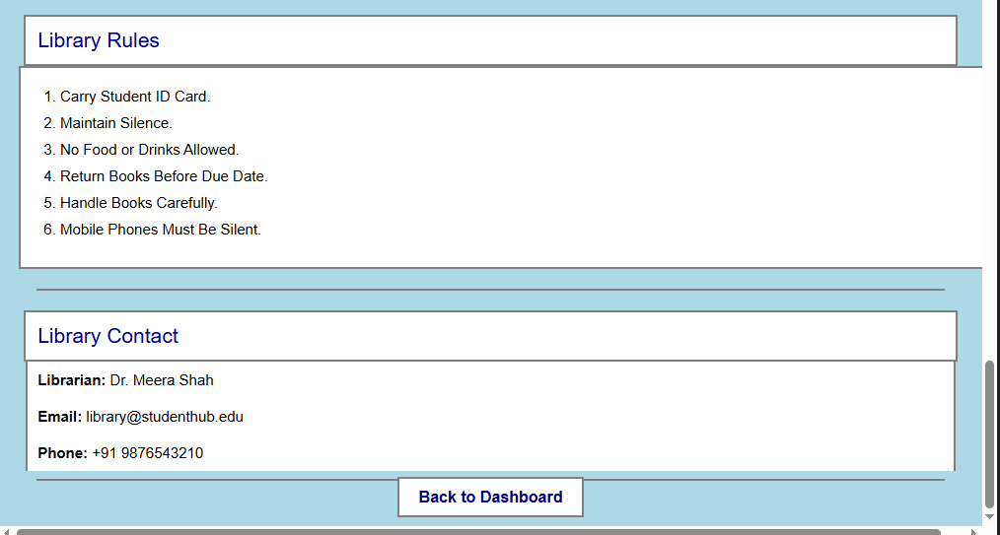 Library Rules
1. Carry Student ID Card.
2. Maintain Silence.
3. No Food or Drinks Allowed.
4. Return Books Before Due Date.
5. Handle Books Carefully.
6. Mobile Phones Must Be Silent.
Library Contact
Librarian: Dr. Meera Shah
Email: library@studenthub.edu
Phone: +91 9876543210
Back to Dashboard